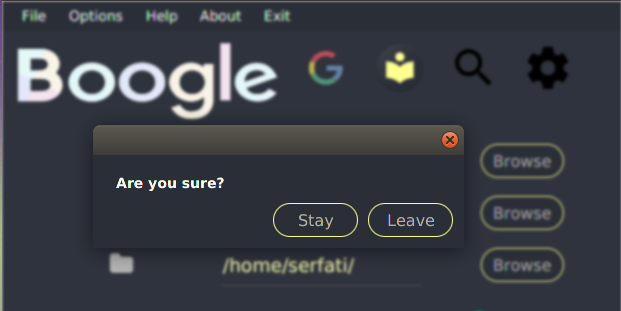 File Options Help About Exit
Boogle
Browse
Are you sure?
Browse
Stay Leave
/home/serfati/ Browse